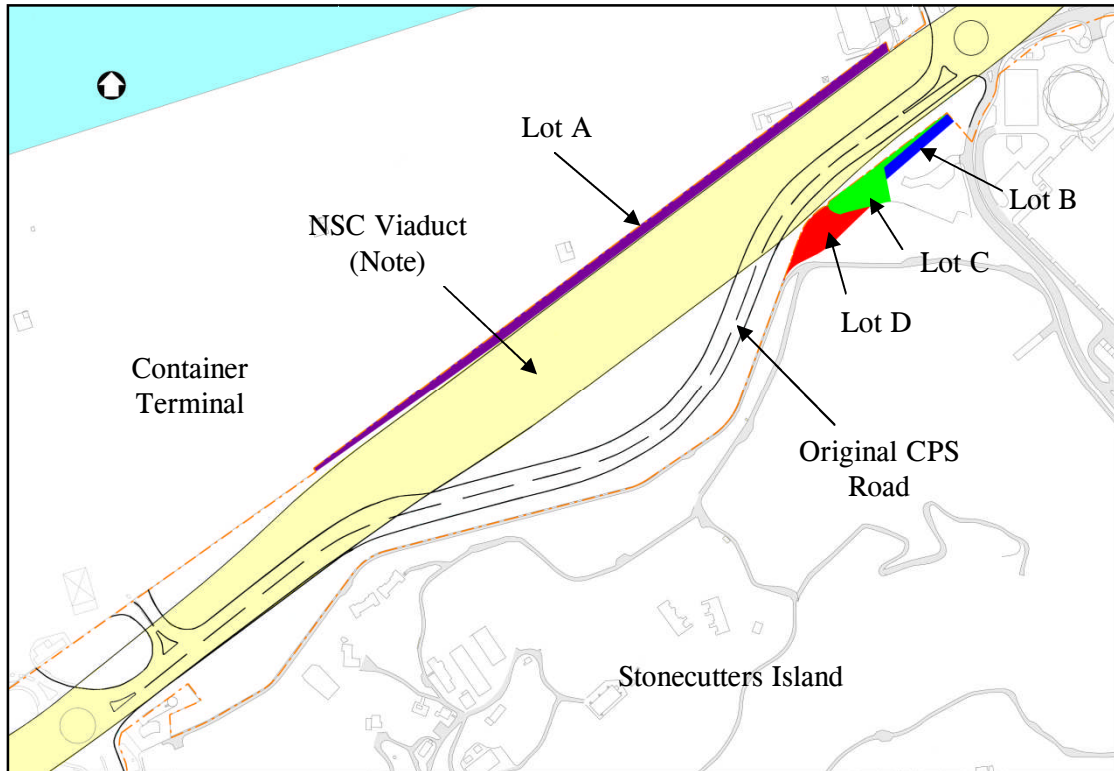 Lot A
NSC Viaduct
(Note)
Lot B
Lot C
Lot D
Container
Terminal
Original CPS
Road
Stonecutters Island